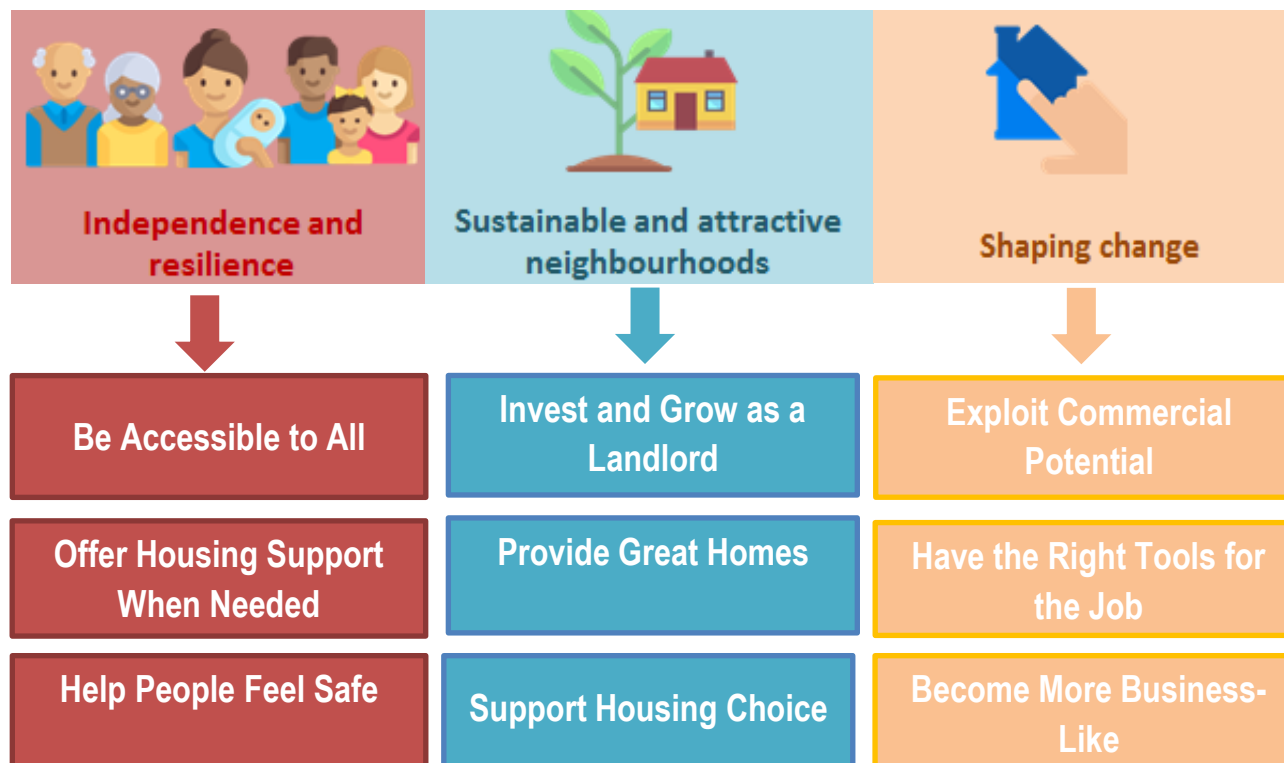 Independence and
resilience
Sustainable and attractive
neighbourhoods
Shaping change
Be Accessible to All
Invest and Grow as a
Landlord
Exploit Commercial
Potential
Offer Housing Support
When Needed
Provide Great Homes
Have the Right Tools for
the Job
Help People Feel Safe
Support Housing Choice
Become More Business-
Like